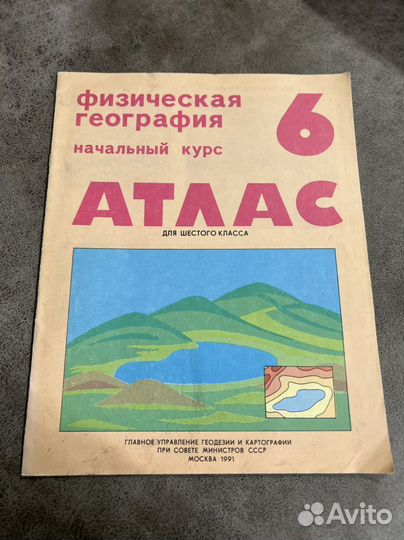 физическая
география
начальный курс
6
АТЛАС
ДЛЯ ШЕСТОГО КЛАССА
ГЛАВНОЕ УПРАВЛЕНИЕ ГЕОДЕЗИИ И КАРТОГРАФИИ
ПРИ СОВЕТЕ МИНИСТРОВ СССР
МОСКВА 1991
Avito